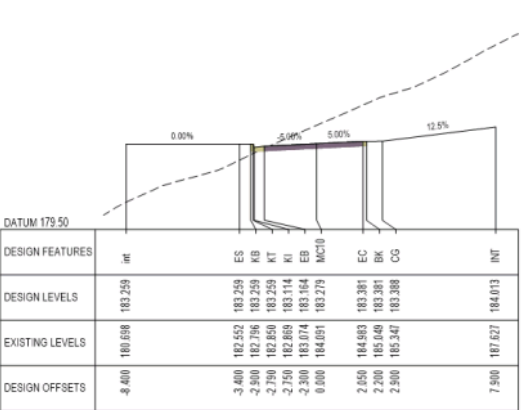 12.5%
0.00%
-5.00%
5.00%
DATUM 179.50
DESIGN FEATURES int ES KB KT KI EB MC10 EC BK CG INT
DESIGN LEVELS 183.259 183.259 183.259 183.259 183.114 183.164 183.279 183.381 183.381 183.388 184.013
EXISTING LEVELS 180.698 182.552 182.796 182.850 182.869 183.074 184.091 184.983 185.049 185.347 187.627
DESIGN OFFSETS -8.400 -3.400 -2.900 -2.790 -2.750 -2.300 0.000 2.050 2.200 2.900 7.900